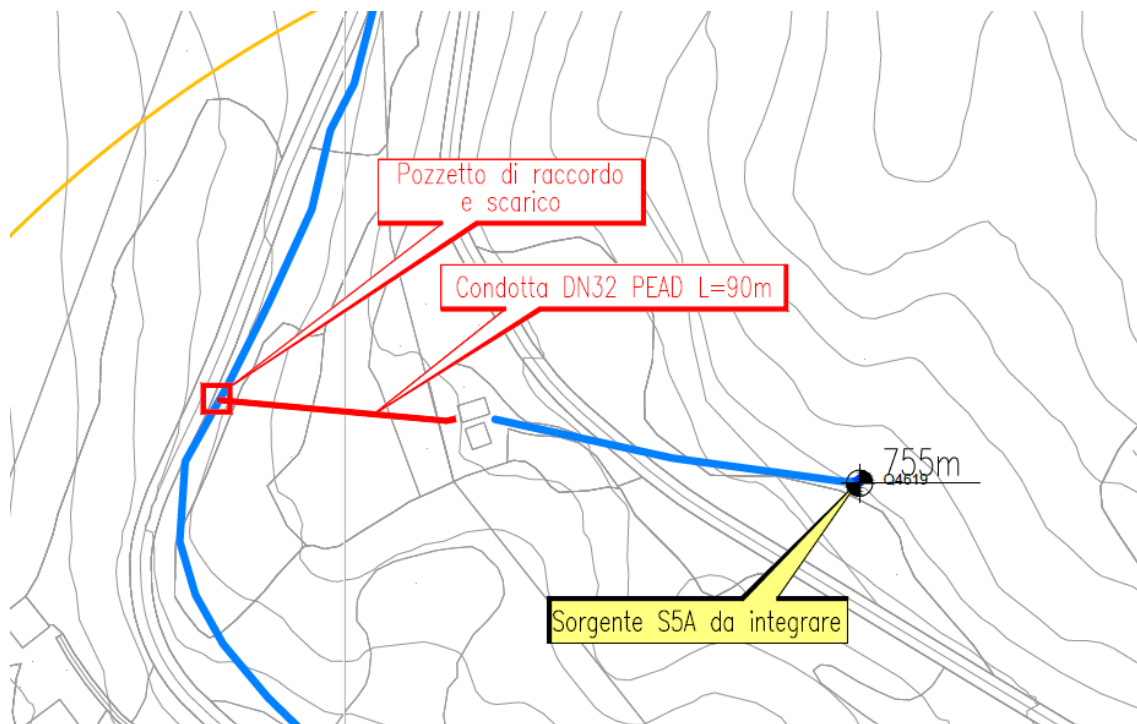 Pozzetto di raccordo
e scarico
Condotta DN32 PEAD L=90m
755m
Q4519
Sorgente S5A da integrare